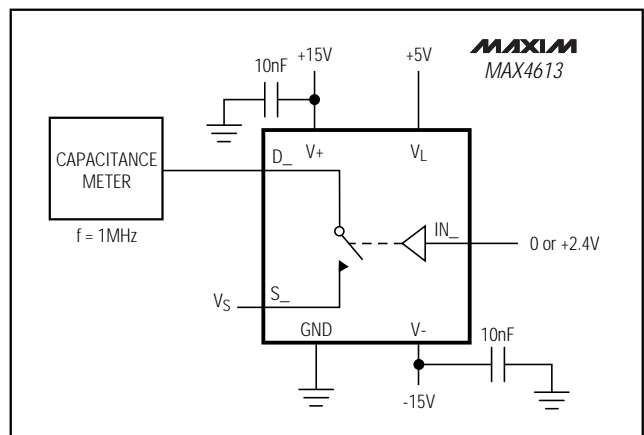 MAXIM
MAX4613
+15V
+5V
10nF
CAPACITANCE
METER
f = 1MHz
D_
V+
VL
IN_
0 or +2.4V
VS
S_
GND
V-
10nF
-15V